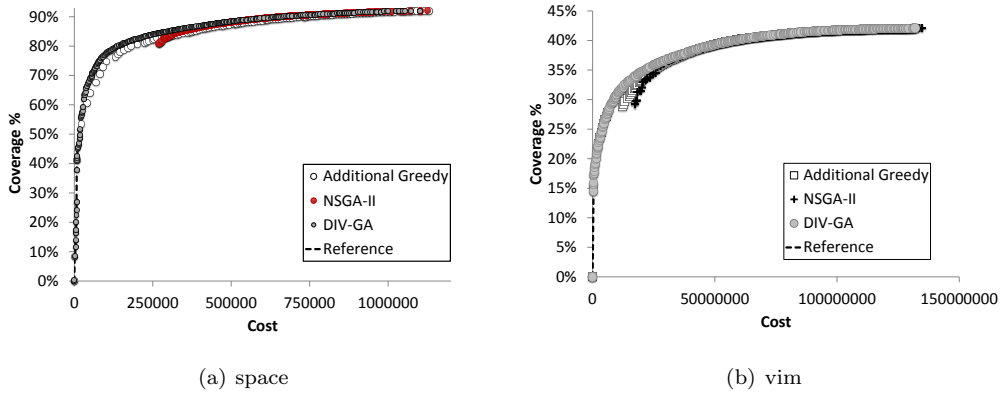 90%
80%
70%
60%
50%
40%
30%
20%
10%
0%
Coverage %
0
250000
500000
750000
1000000
Cost
Additional Greedy
NSGA-II
DIV-GA
Reference
(a) space
45%
40%
35%
30%
25%
20%
15%
10%
5%
0%
Coverage %
0
50000000
100000000
150000000
Cost
Additional Greedy
NSGA-II
DIV-GA
Reference
(b) vim